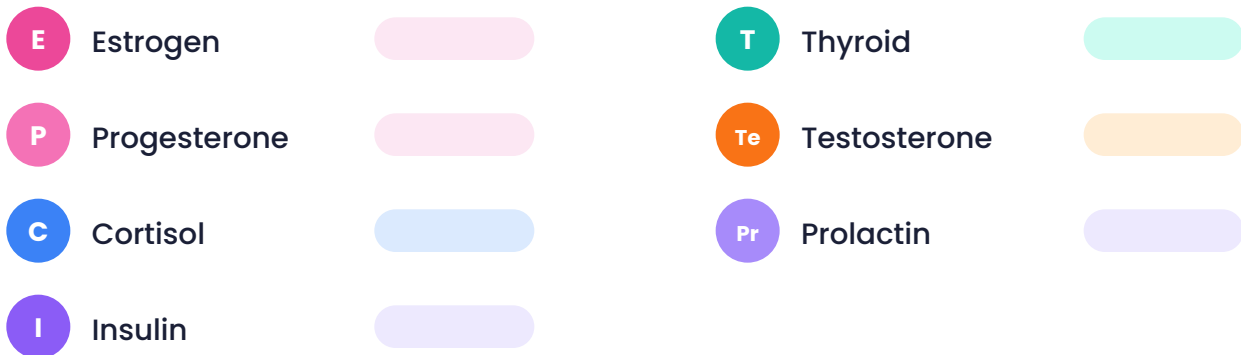 E Estrogen
P Progesterone
C Cortisol
I Insulin
T Thyroid
Te Testosterone
Pr Prolactin